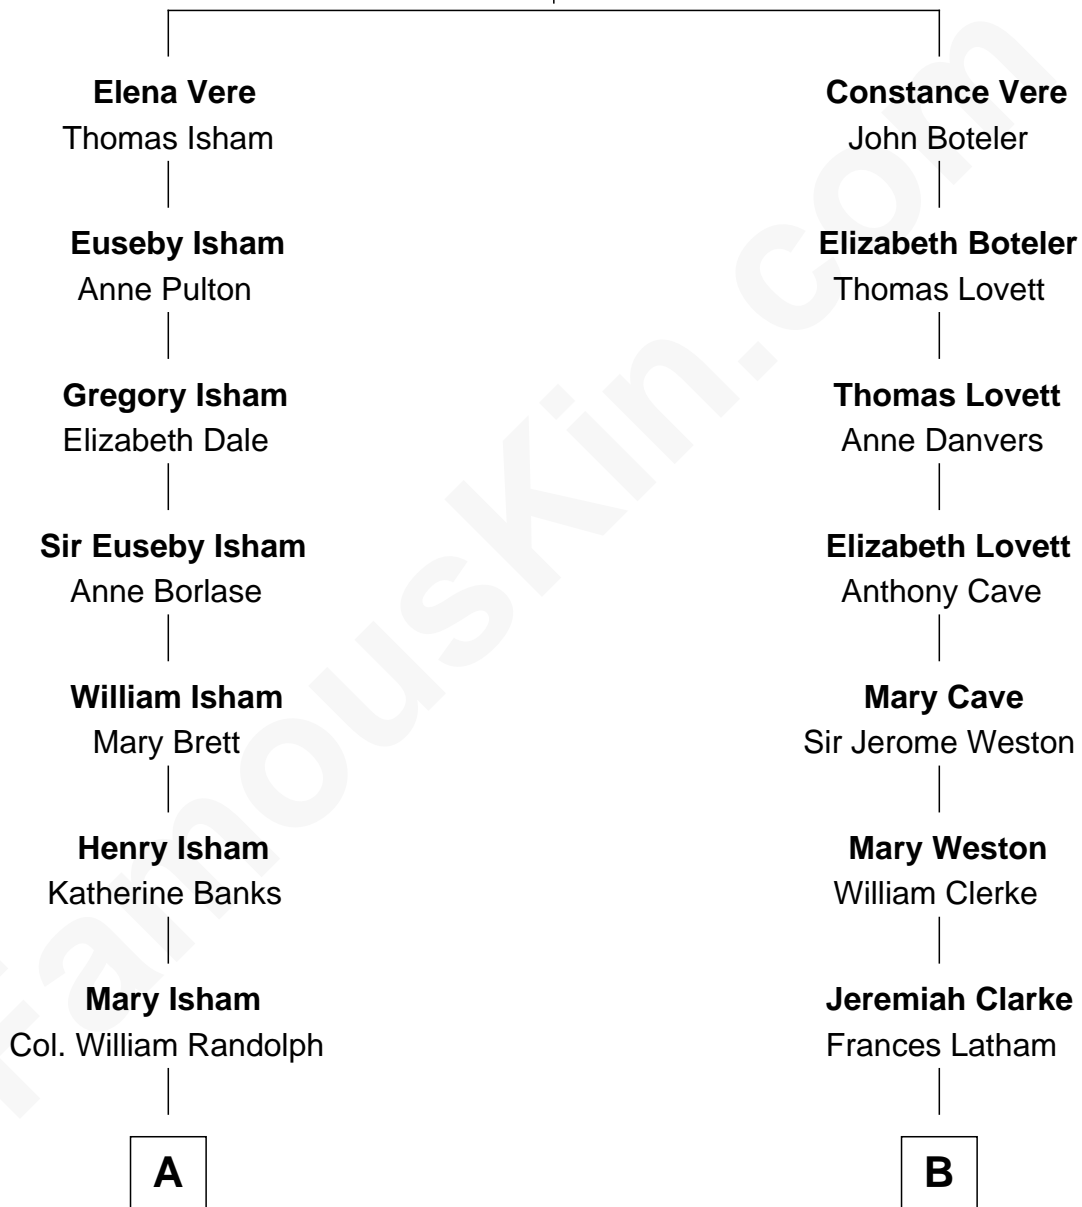 Elena Vere
Thomas Isham
Euseby Isham
Anne Pulton
Gregory Isham
Elizabeth Dale
Sir Euseby Isham
Anne Borlase
William Isham
Mary Brett
Henry Isham
Katherine Banks
Mary Isham
Col. William Randolph
A
Constance Vere
John Boteler
Elizabeth Boteler
Thomas Lovett
Thomas Lovett
Anne Danvers
Elizabeth Lovett
Anthony Cave
Mary Cave
Sir Jerome Weston
Mary Weston
William Clerke
Jeremiah Clarke
Frances Latham
B
FamousKin.com